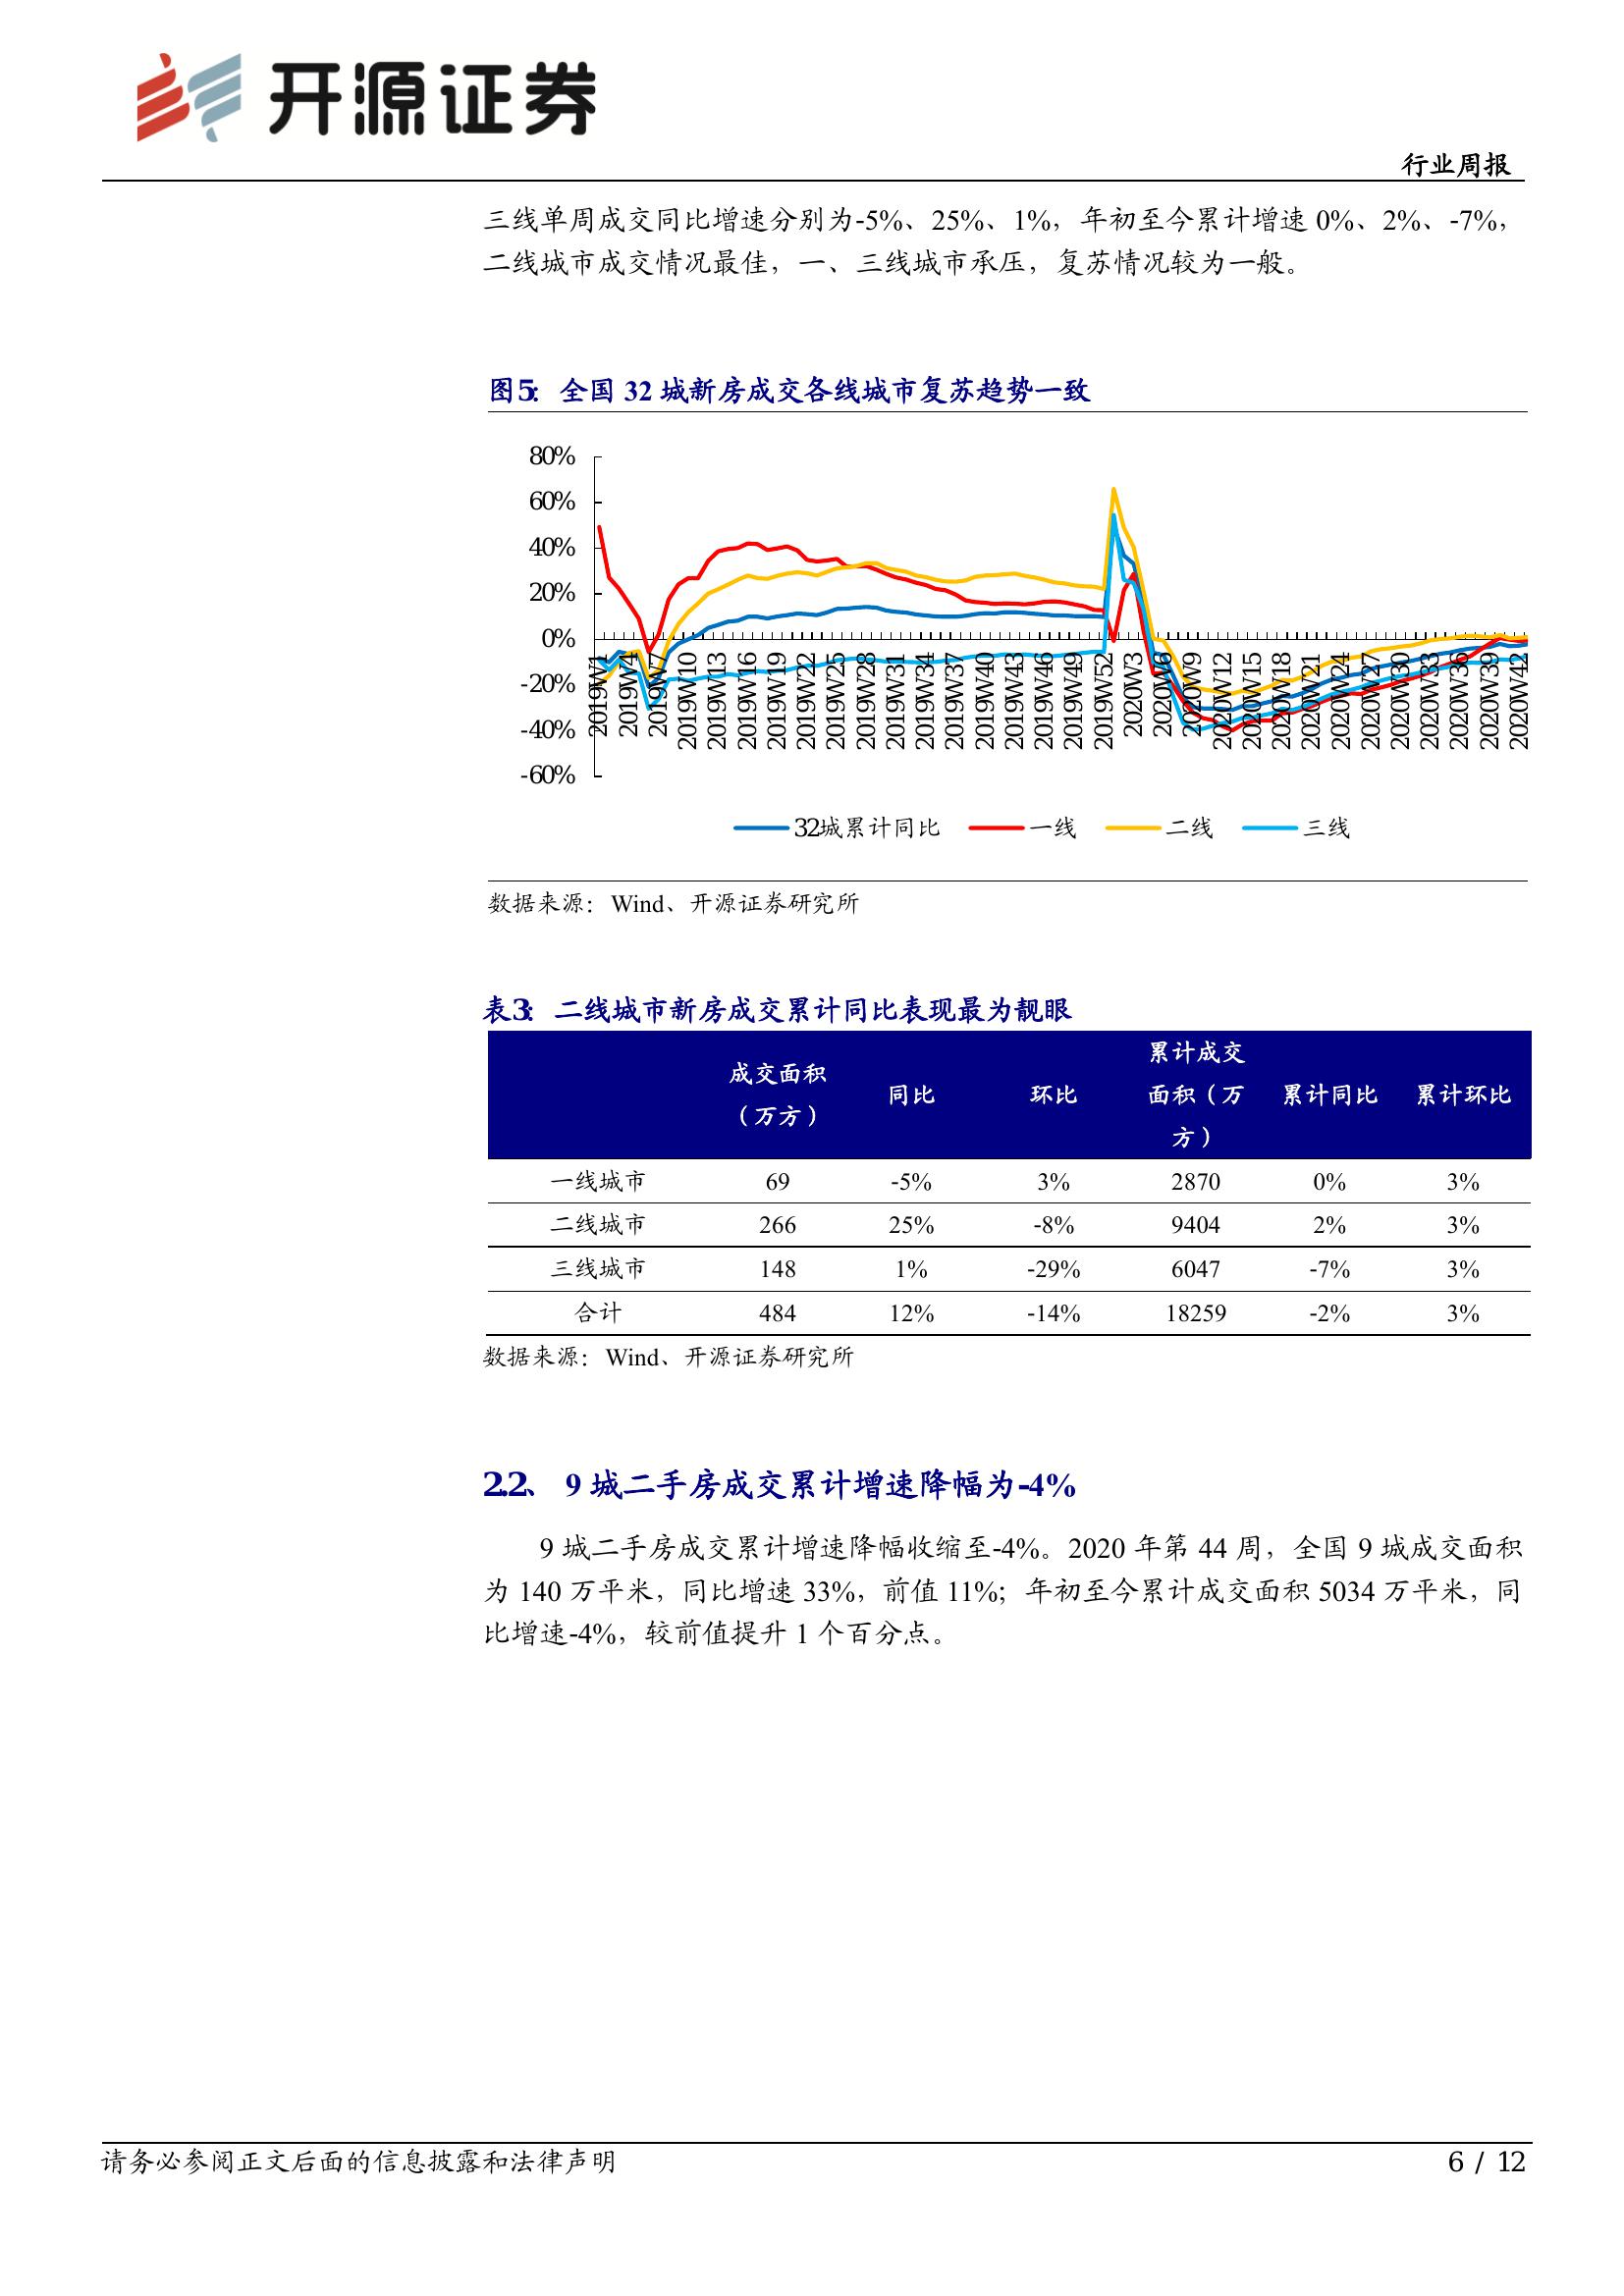 开源证券
行业周报
三线单周成交同比增速分别为-5%、25%、1%，年初至今累计增速 0%、2%、-7%，
二线城市成交情况最佳，一、三线城市承压，复苏情况较为一般。
图5： 全国 32 城新房成交各线城市复苏趋势一致
80%
60%
40%
20%
0%
-20%
-40%
-60%
2019W1 2019W4 2019W7 2019W10 2019W13 2019W16 2019W19 2019W22 2019W25 2019W28 2019W31 2019W34 2019W37 2019W40 2019W43 2019W46 2019W49 2019W52 2020W3 2020W6 2020W9 2020W12 2020W15 2020W18 2020W21 2020W24 2020W27 2020W30 2020W33 2020W36 2020W39 2020W42
32城累计同比 一线 二线 三线
数据来源：Wind、开源证券研究所
表3： 二线城市新房成交累计同比表现最为靓眼
成交面积（万方） 同比 环比 累计成交面积（万方） 累计同比 累计环比
一线城市 69 -5% 3% 2870 0% 3%
二线城市 266 25% -8% 9404 2% 3%
三线城市 148 1% -29% 6047 -7% 3%
合计 484 12% -14% 18259 -2% 3%
数据来源：Wind、开源证券研究所
2.2、 9 城二手房成交累计增速降幅为-4%
9 城二手房成交累计增速降幅收缩至-4%。2020 年第 44 周，全国 9 城成交面积
为 140 万平米，同比增速 33%，前值 11%；年初至今累计成交面积 5034 万平米，同
比增速-4%，较前值提升 1 个百分点。
请务必参阅正文后面的信息披露和法律声明
6 / 12